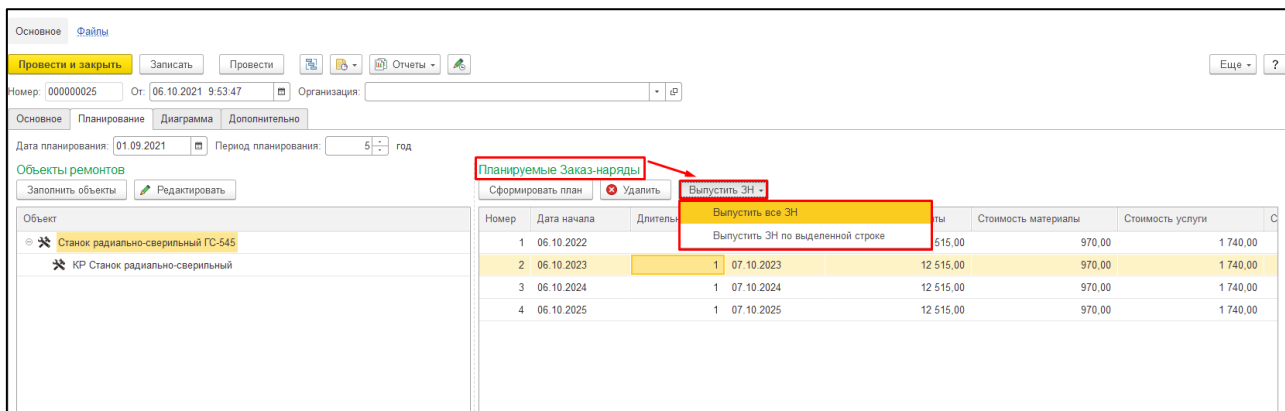 Основное Файлы
Провести и закрыть Записать Провести Отчеты Еще ?
Номер: 000000025 От: 06.10.2021 9:53:47 Организация:
Основное Планирование Диаграмма Дополнительно
Дата планирования: 01.09.2021 Период планирования: 5 год
Объекты ремонтов Планируемые Заказ-наряды
Заполнить объекты Редактировать Сформировать план Удалить Выпустить ЗН
Объект Номер Дата начала Длительн Выпустить все ЗН ты Стоимость материалы Стоимость услуги С
Станок радиально-сверильный ГС-545 1 06.10.2022 Выпустить ЗН по выделенной строке 515,00 970,00 1 740,00
КР Станок радиально-сверильный 2 06.10.2023 1 07.10.2023 12 515,00 970,00 1 740,00
3 06.10.2024 1 07.10.2024 12 515,00 970,00 1 740,00
4 06.10.2025 1 07.10.2025 12 515,00 970,00 1 740,00